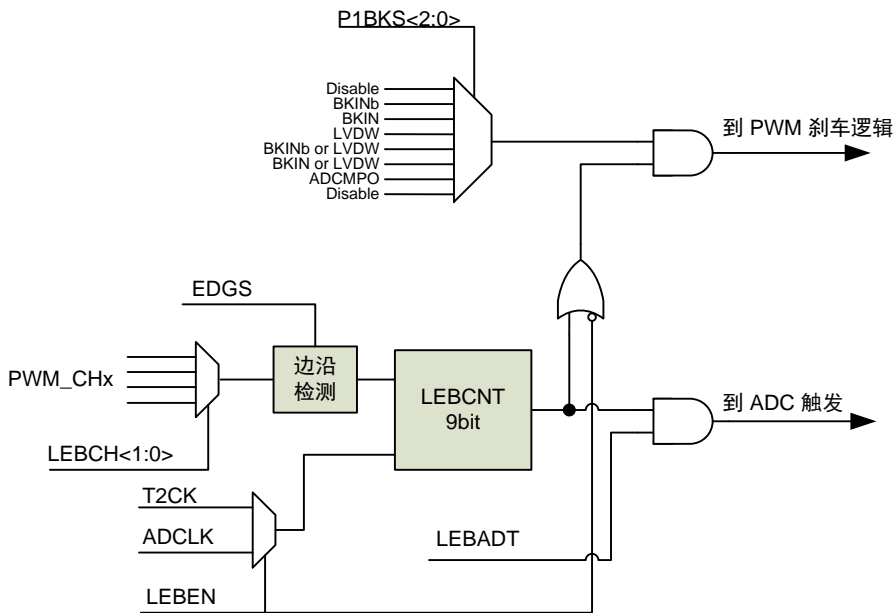 P1BKS<2:0>
Disable
BKINb
BKIN
LVDW
BKINb or LVDW
BKIN or LVDW
ADCMPO
Disable
到 PWM 刹车逻辑
EDGS
PWM_CHx
边沿
检测
LEBCNT
9bit
到 ADC 触发
LEBCH<1:0>
T2CK
ADCLK
LEBADT
LEBEN